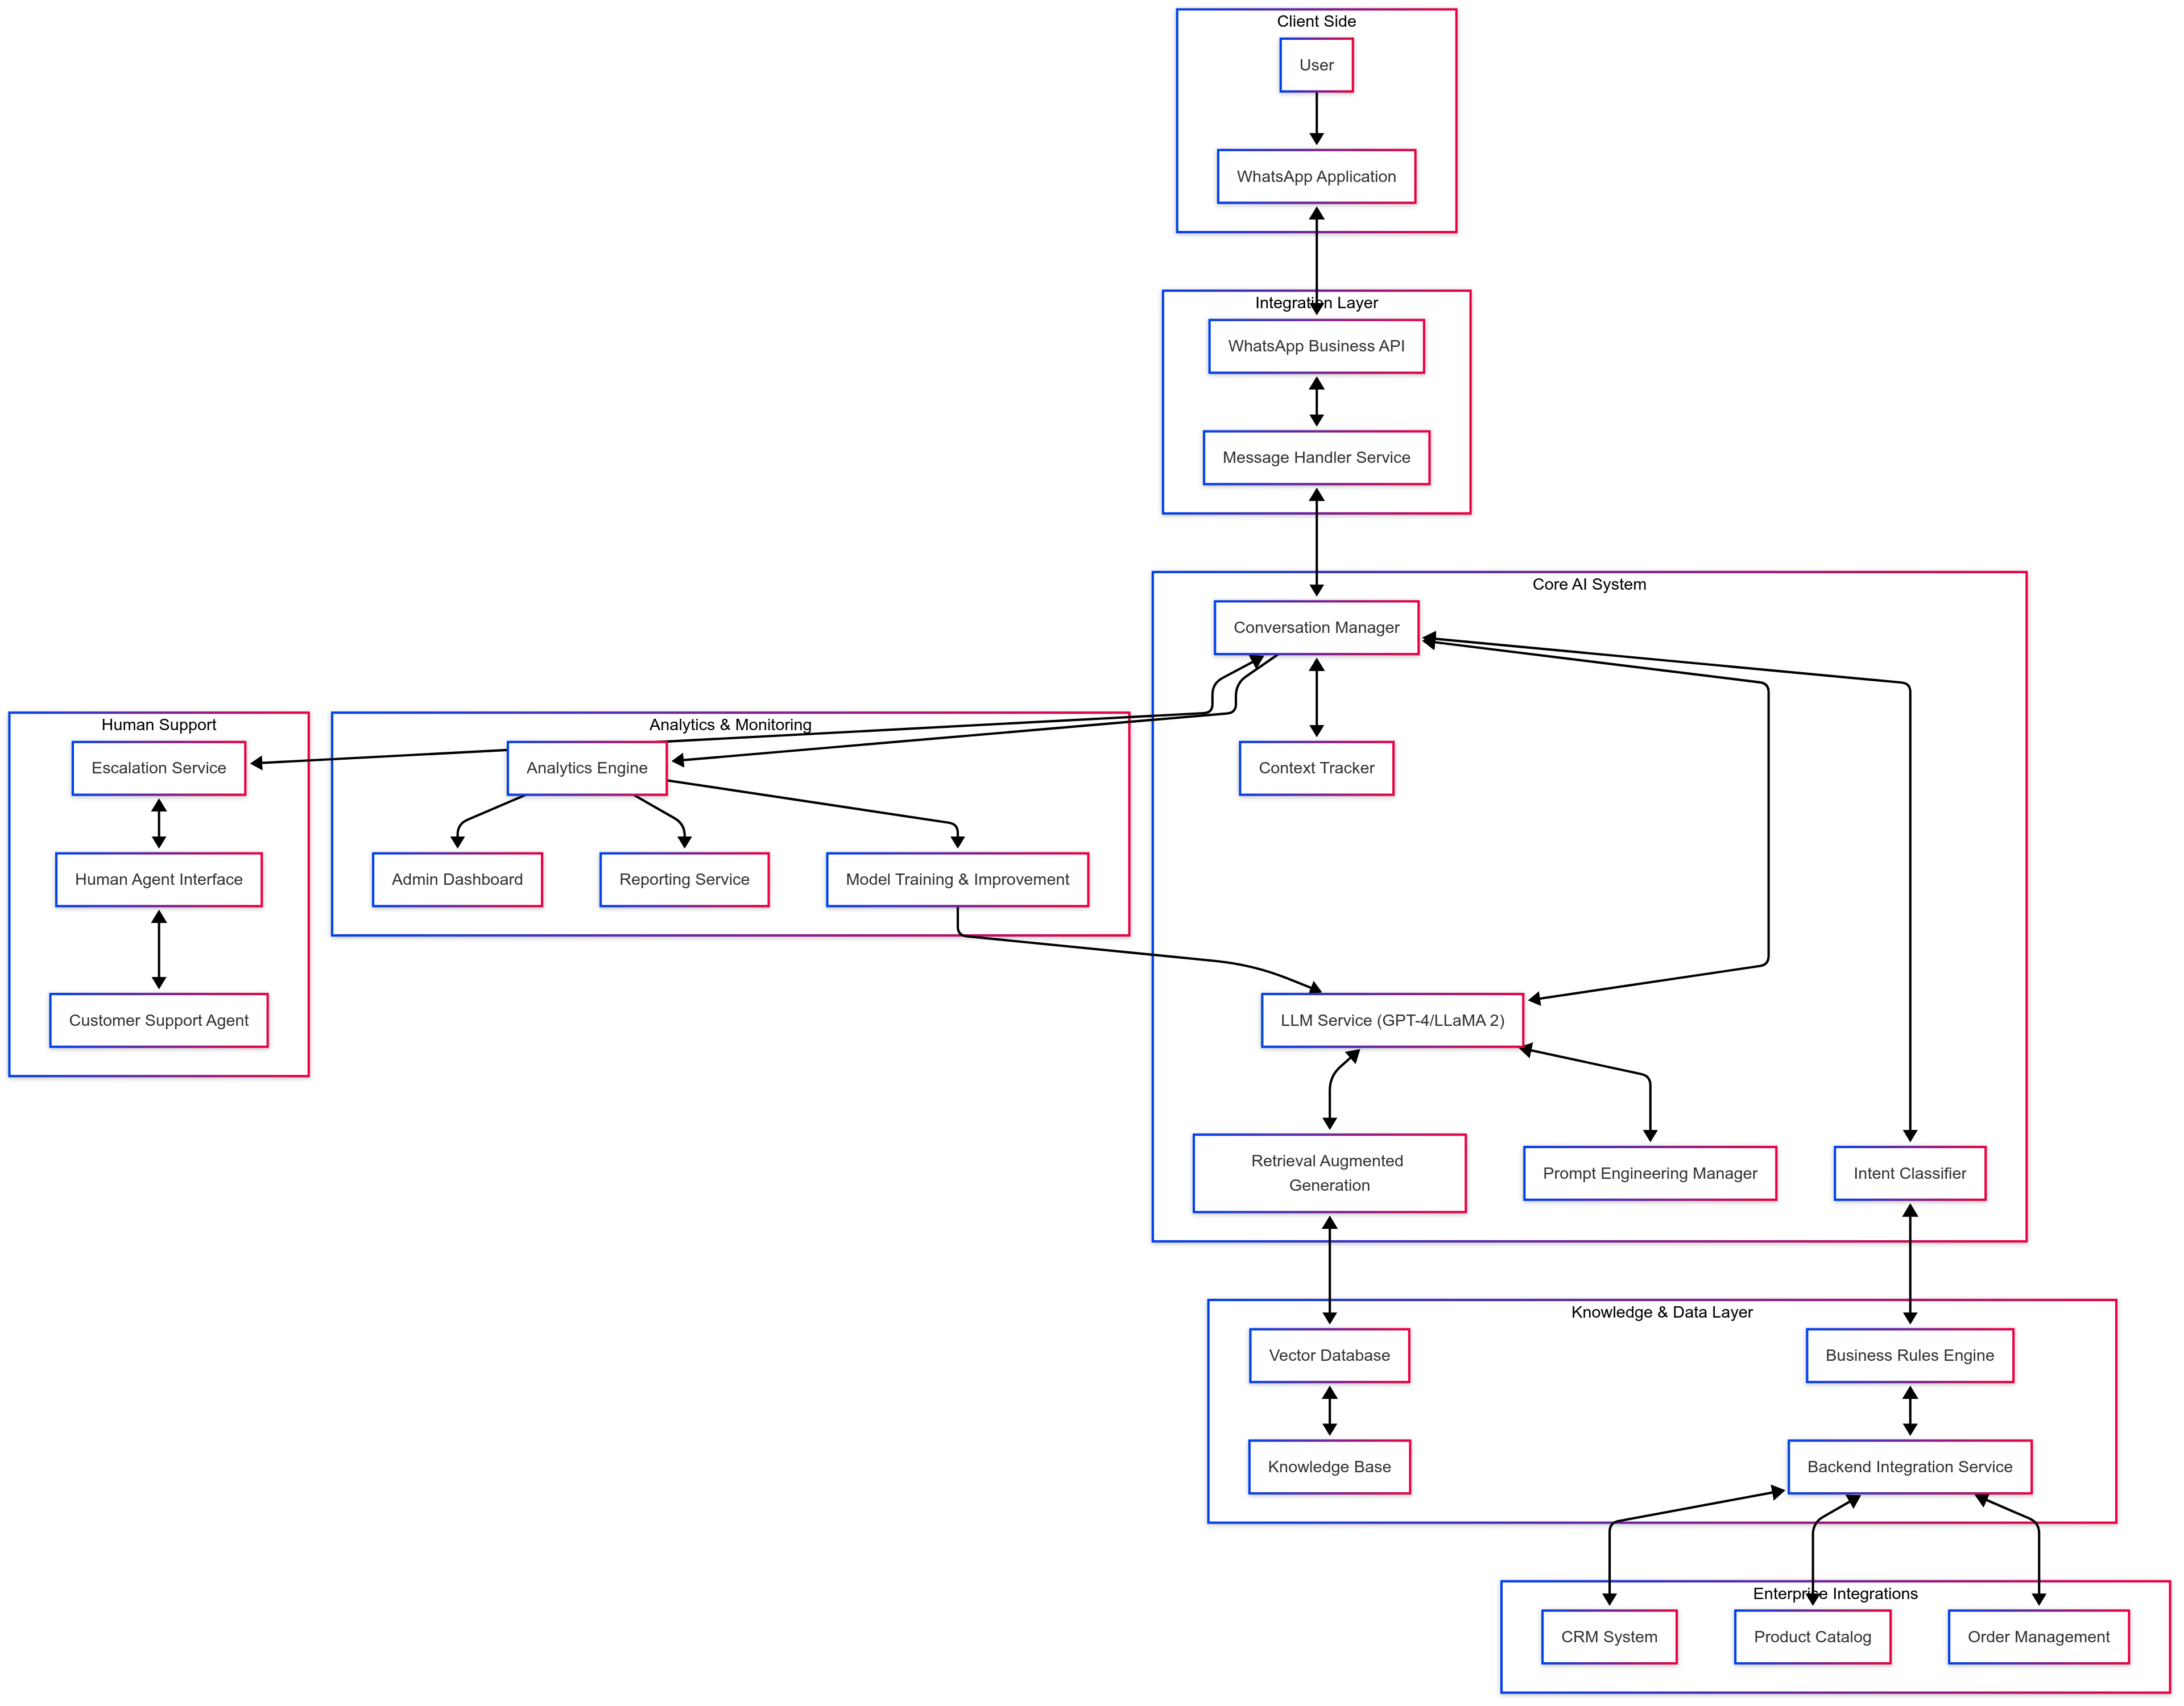 Client Side
User
WhatsApp Application
Integration Layer
WhatsApp Business API
Message Handler Service
Core AI System
Conversation Manager
Human Support
Escalation Service
Human Agent Interface
Customer Support Agent
Analytics & Monitoring
Analytics Engine
Admin Dashboard
Reporting Service
Model Training & Improvement
Context Tracker
LLM Service (GPT-4/LLaMA 2)
Retrieval Augmented
Generation
Prompt Engineering Manager
Intent Classifier
Knowledge & Data Layer
Vector Database
Business Rules Engine
Knowledge Base
Backend Integration Service
Enterprise Integrations
CRM System
Product Catalog
Order Management